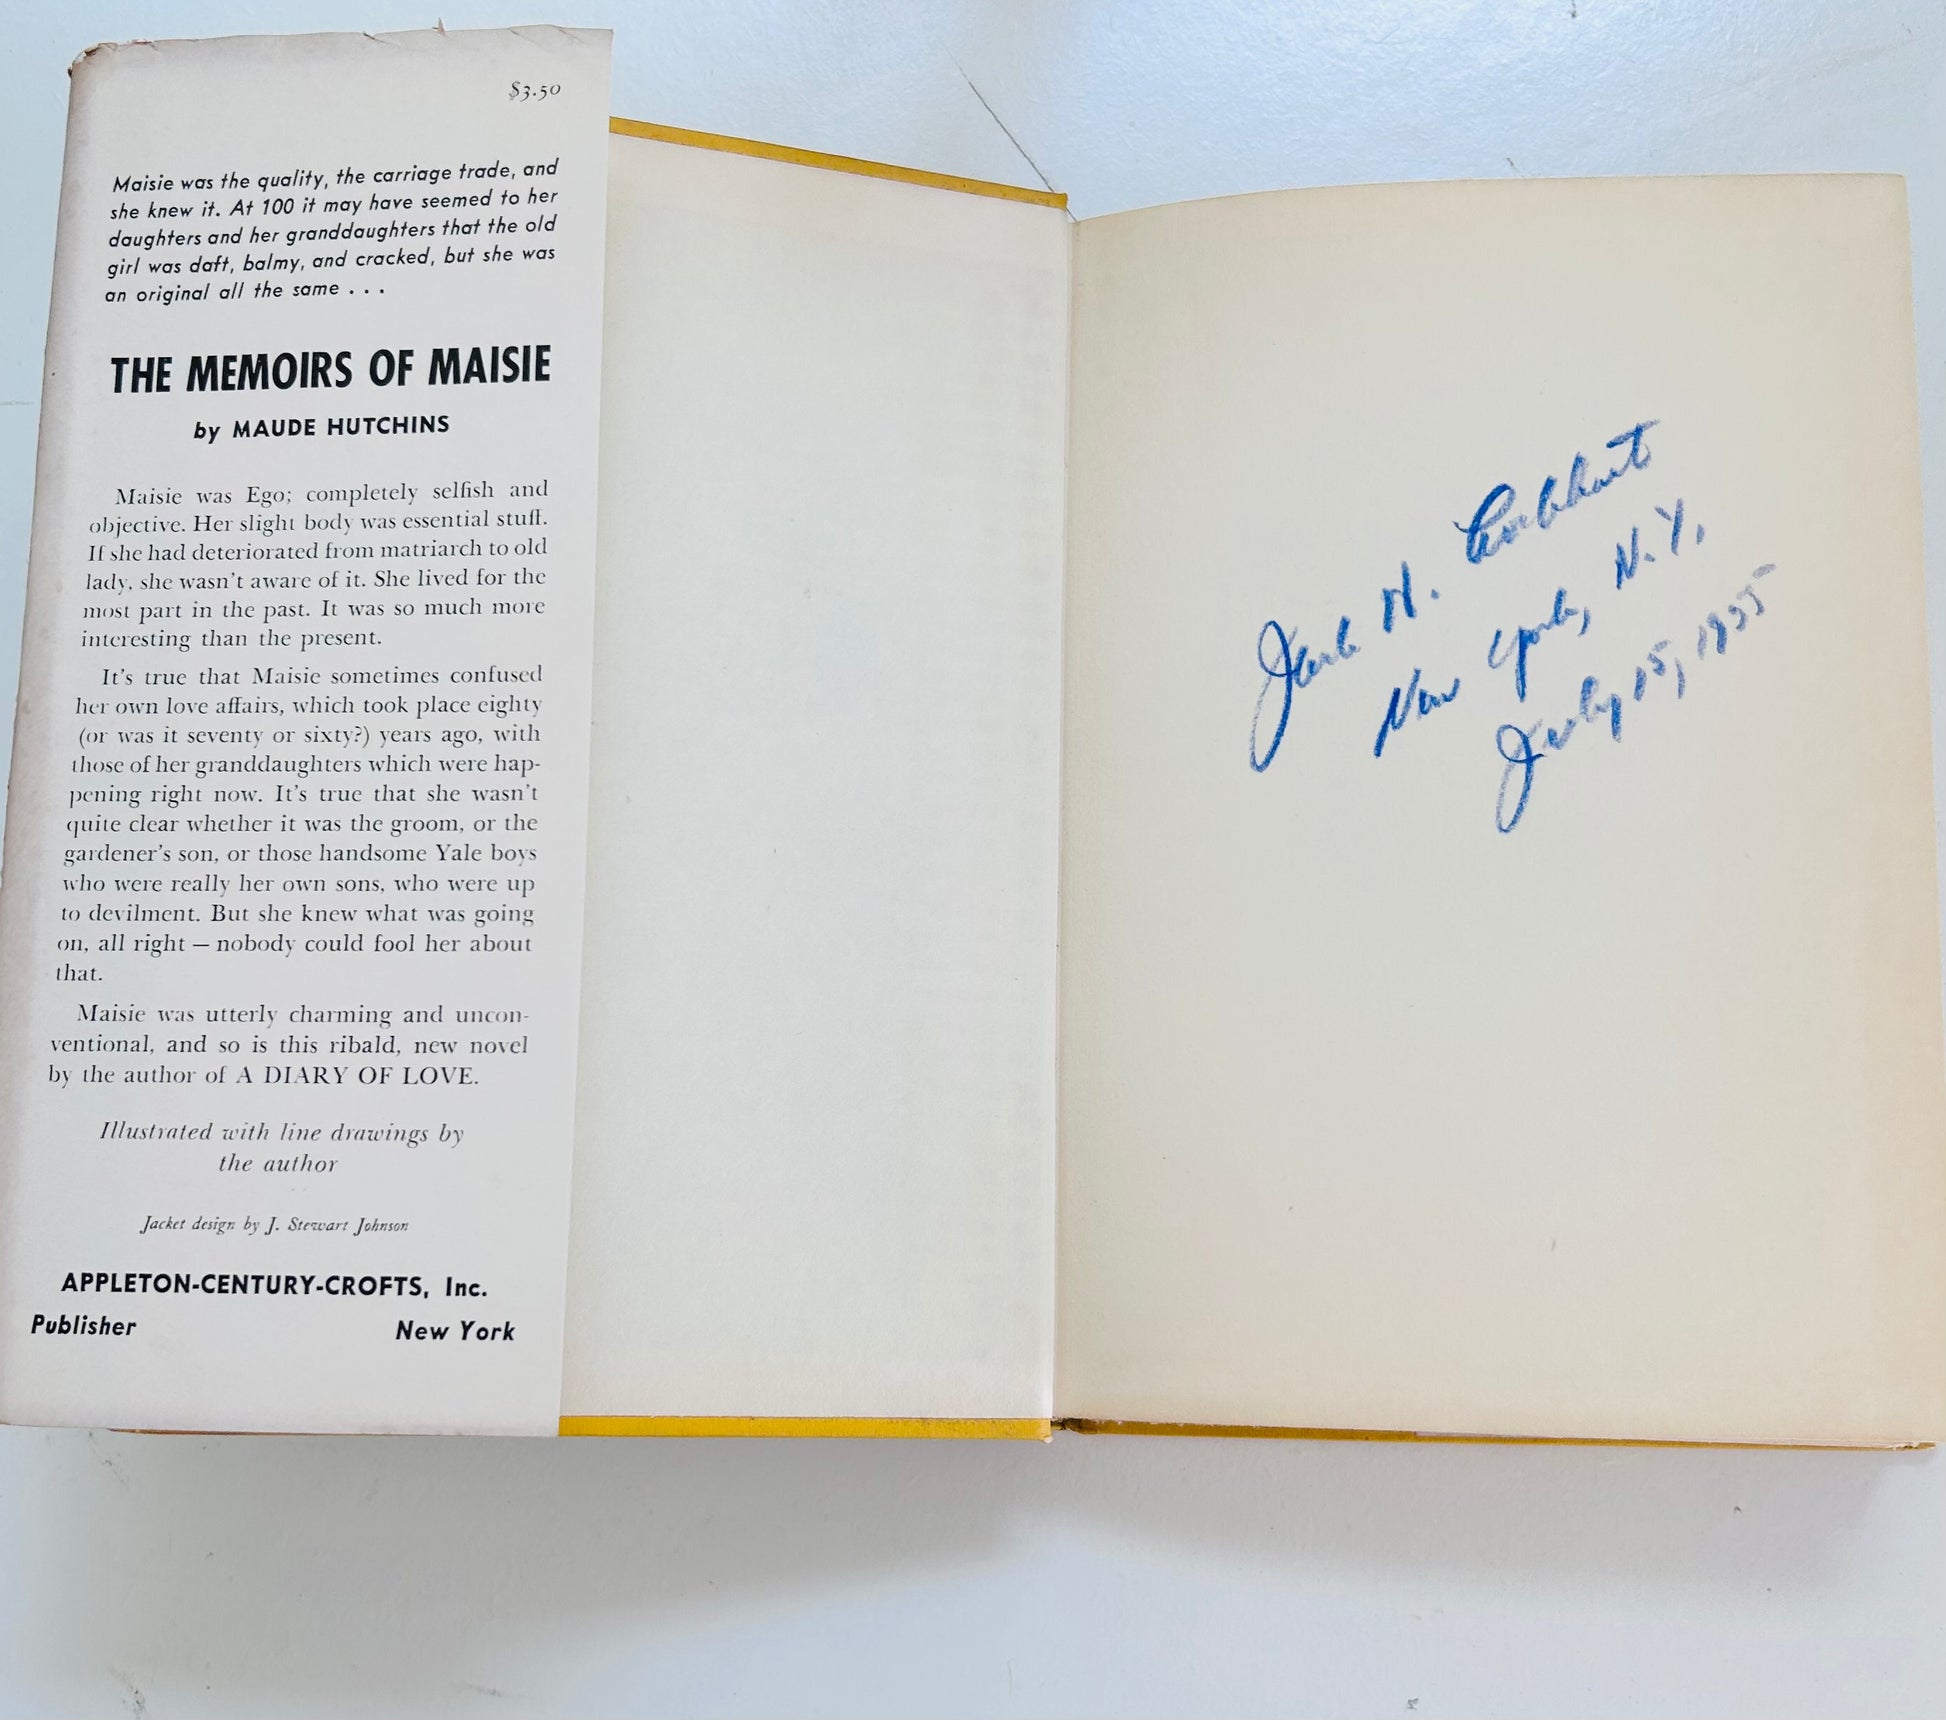 $3.50
Maisie was the quality, the carriage trade, and
she knew it. At 100 it may have seemed to her
daughters and her granddaughters that the old
girl was daft, balmy, and cracked, but she was
an original all the same . . .
THE MEMOIRS OF MAISIE
by MAUDE HUTCHINS
Maisie was Ego; completely selfish and
objective. Her slight body was essential stuff.
If she had deteriorated from matriarch to old
lady, she wasn't aware of it. She lived for the
most part in the past. It was so much more
interesting than the present.
It's true that Maisie sometimes confused
her own love affairs, which took place eighty
(or was it seventy or sixty?) years ago, with
those of her granddaughters which were hap-
pening right now. It's true that she wasn't
quite clear whether it was the groom, or the
gardener's son, or those handsome Yale boys
who were really her own sons, who were up
to devilment. But she knew what was going
on, all right — nobody could fool her about
that.
Maisie was utterly charming and uncon-
ventional, and so is this ribald, new novel
by the author of A DIARY OF LOVE.
Illustrated with line drawings by
the author
Jacket design by J. Stewart Johnson
APPLETON-CENTURY-CROFTS, Inc.
Publisher New York
Jack N.
New York, N.Y.
July 15, 1955